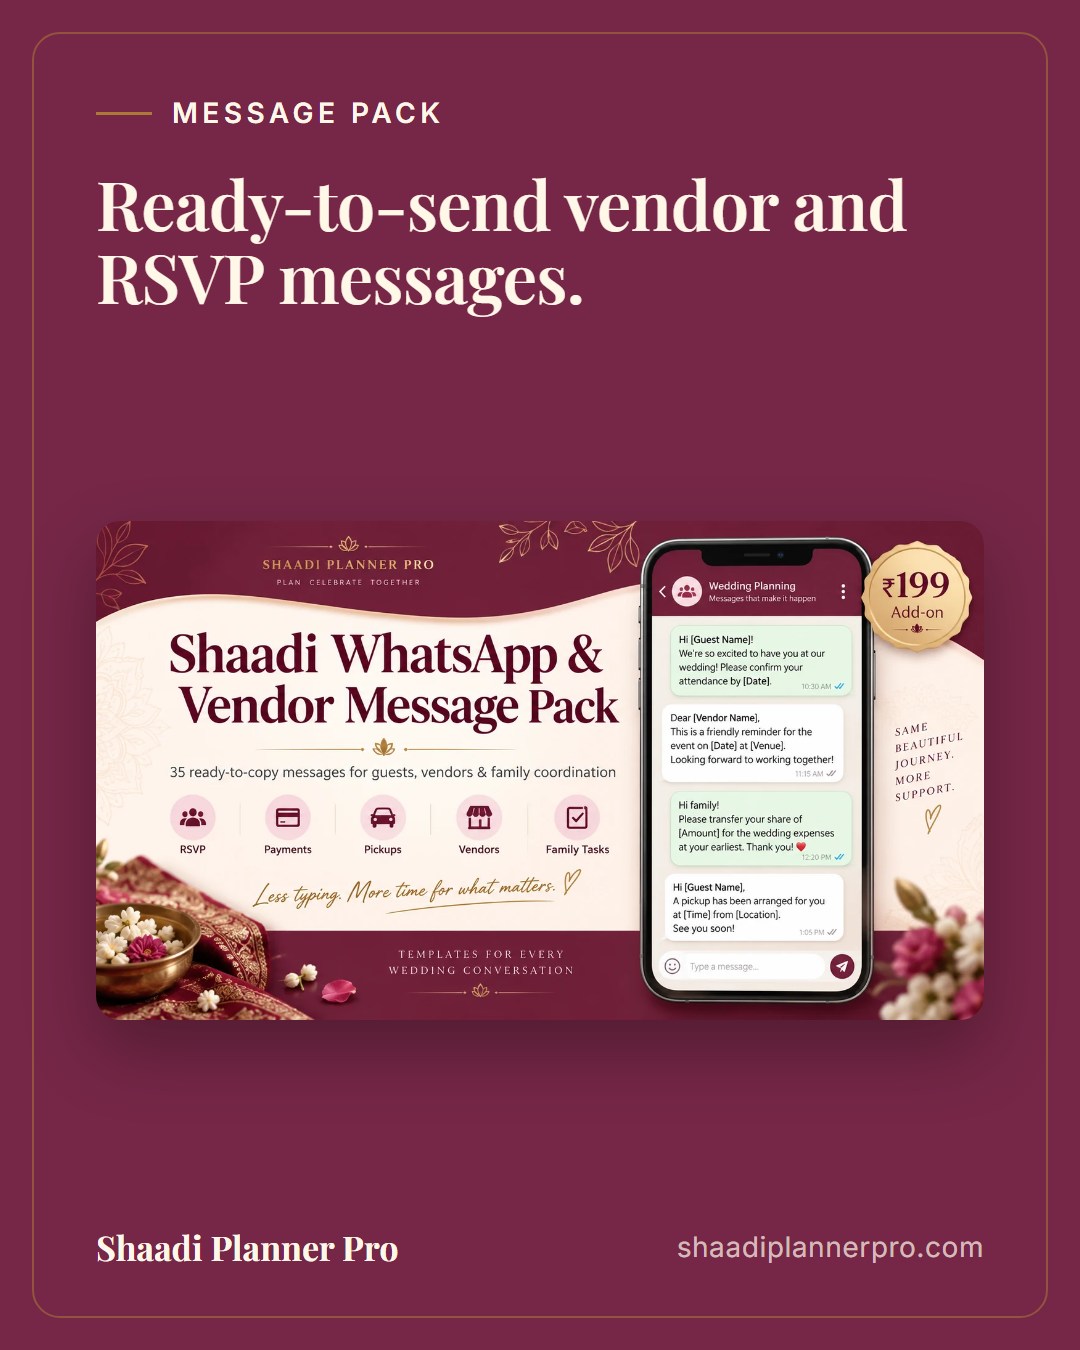 MESSAGE PACK
Ready-to-send vendor and
RSVP messages.
SHAADI PLANNER PRO
PLAN CELEBRATE TOGETHER
Shaadi WhatsApp &
Vendor Message Pack
35 ready-to-copy messages for guests, vendors & family coordination
RSVP
Payments
Pickups
Vendors
Family Tasks
Less typing. More time for what matters.
TEMPLATES FOR EVERY
WEDDING CONVERSATION
Wedding Planning
Messages that make it happen
Hi [Guest Name]!
We're so excited to have you at our
wedding! Please confirm your
attendance by [Date].
10:30 AM
Dear [Vendor Name],
This is a friendly reminder for the
event on [Date] at [Venue].
Looking forward to working together!
11:15 AM
Hi family!
Please transfer your share of
[Amount] for the wedding expenses
at your earliest. Thank you! ❤️
12:20 PM
Hi [Guest Name],
A pickup has been arranged for you
at [Time] from [Location].
See you soon!
1:05 PM
Type a message...
₹199
Add-on
SAME
BEAUTIFUL
JOURNEY.
MORE
SUPPORT.
Shaadi Planner Pro
shaadiplannerpro.com